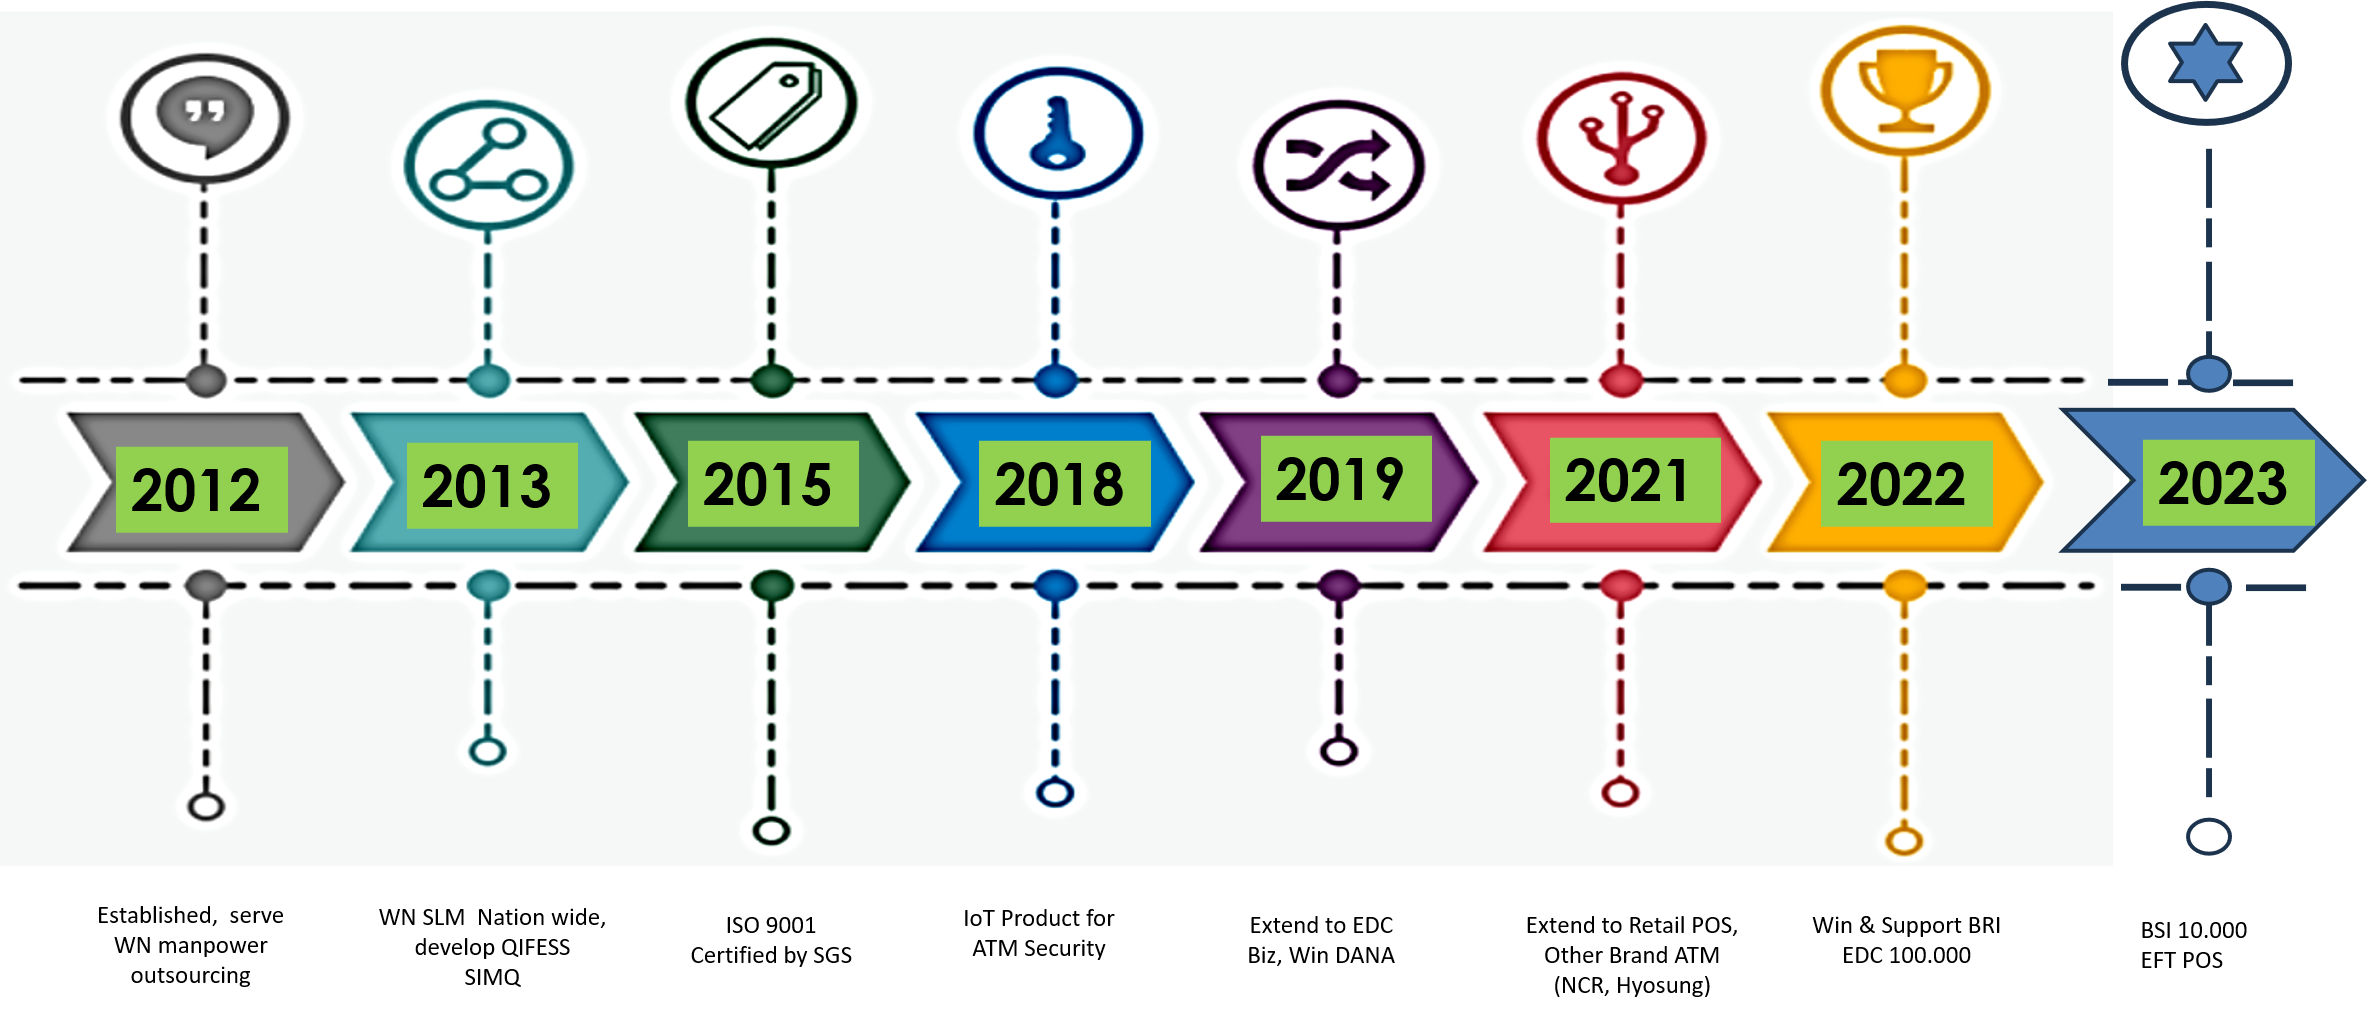 2012
2013
2015
2018
2019
2021
2022
2023
Established,  serve
WN manpower
outsourcing
WN SLM  Nation wide,
develop QIFESS
SIMQ
ISO 9001
Certified by SGS
IoT Product for
ATM Security
Extend to EDC
Biz, Win DANA
Extend to Retail POS,
Other Brand ATM
(NCR, Hyosung)
Win & Support BRI
EDC 100.000
BSI 10.000
EFT POS